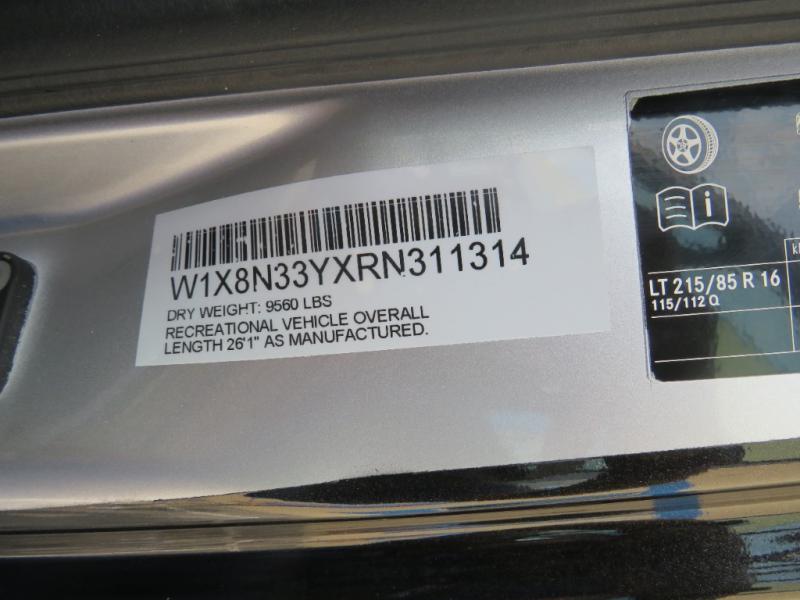 W1X8N33YXRN311314
DRY WEIGHT: 9560 LBS
RECREATIONAL VEHICLE OVERALL
LENGTH 26'1" AS MANUFACTURED.
LT 215/85 R 16
115/112 Q